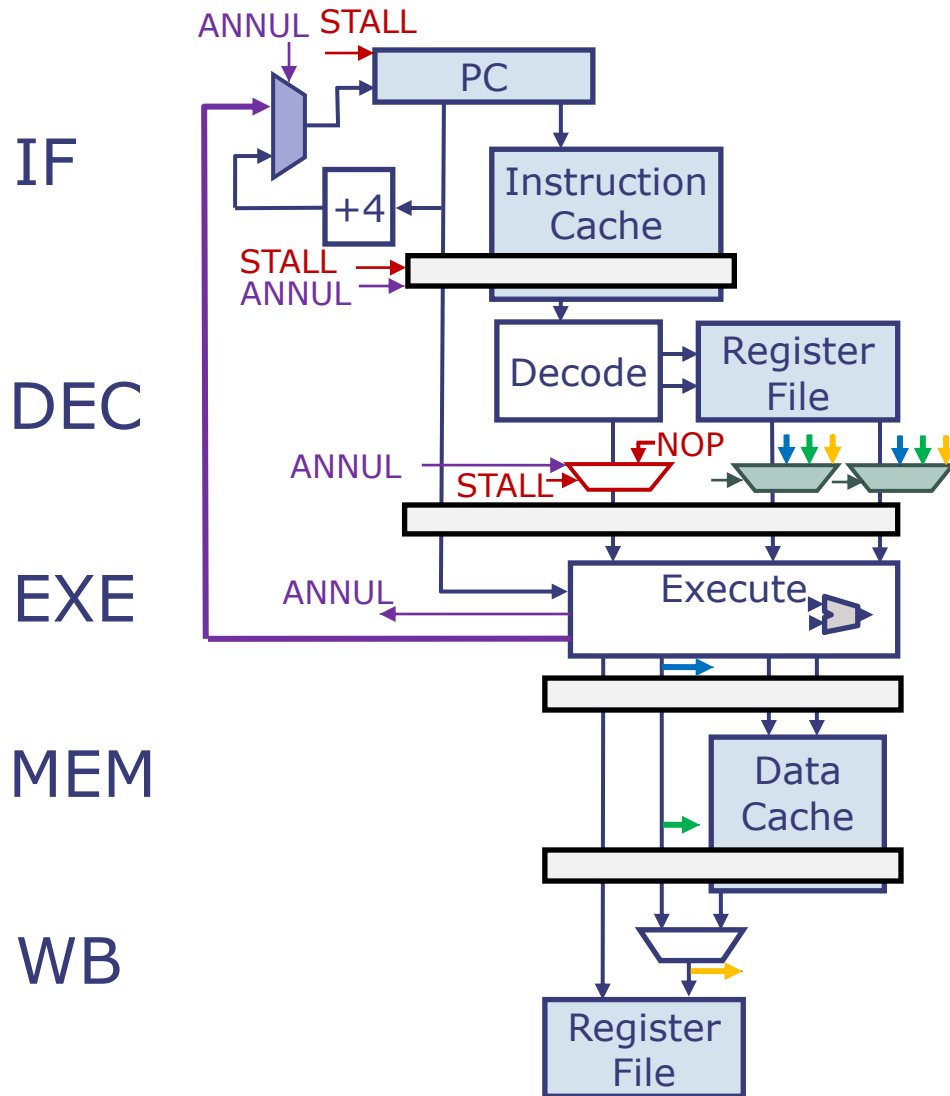 ANNUL
STALL
PC
IF
Instruction
Cache
+4
STALL
ANNUL
Decode
Register
File
DEC
NOP
ANNUL
STALL
EXE
ANNUL
Execute
MEM
Data
Cache
WB
Register
File